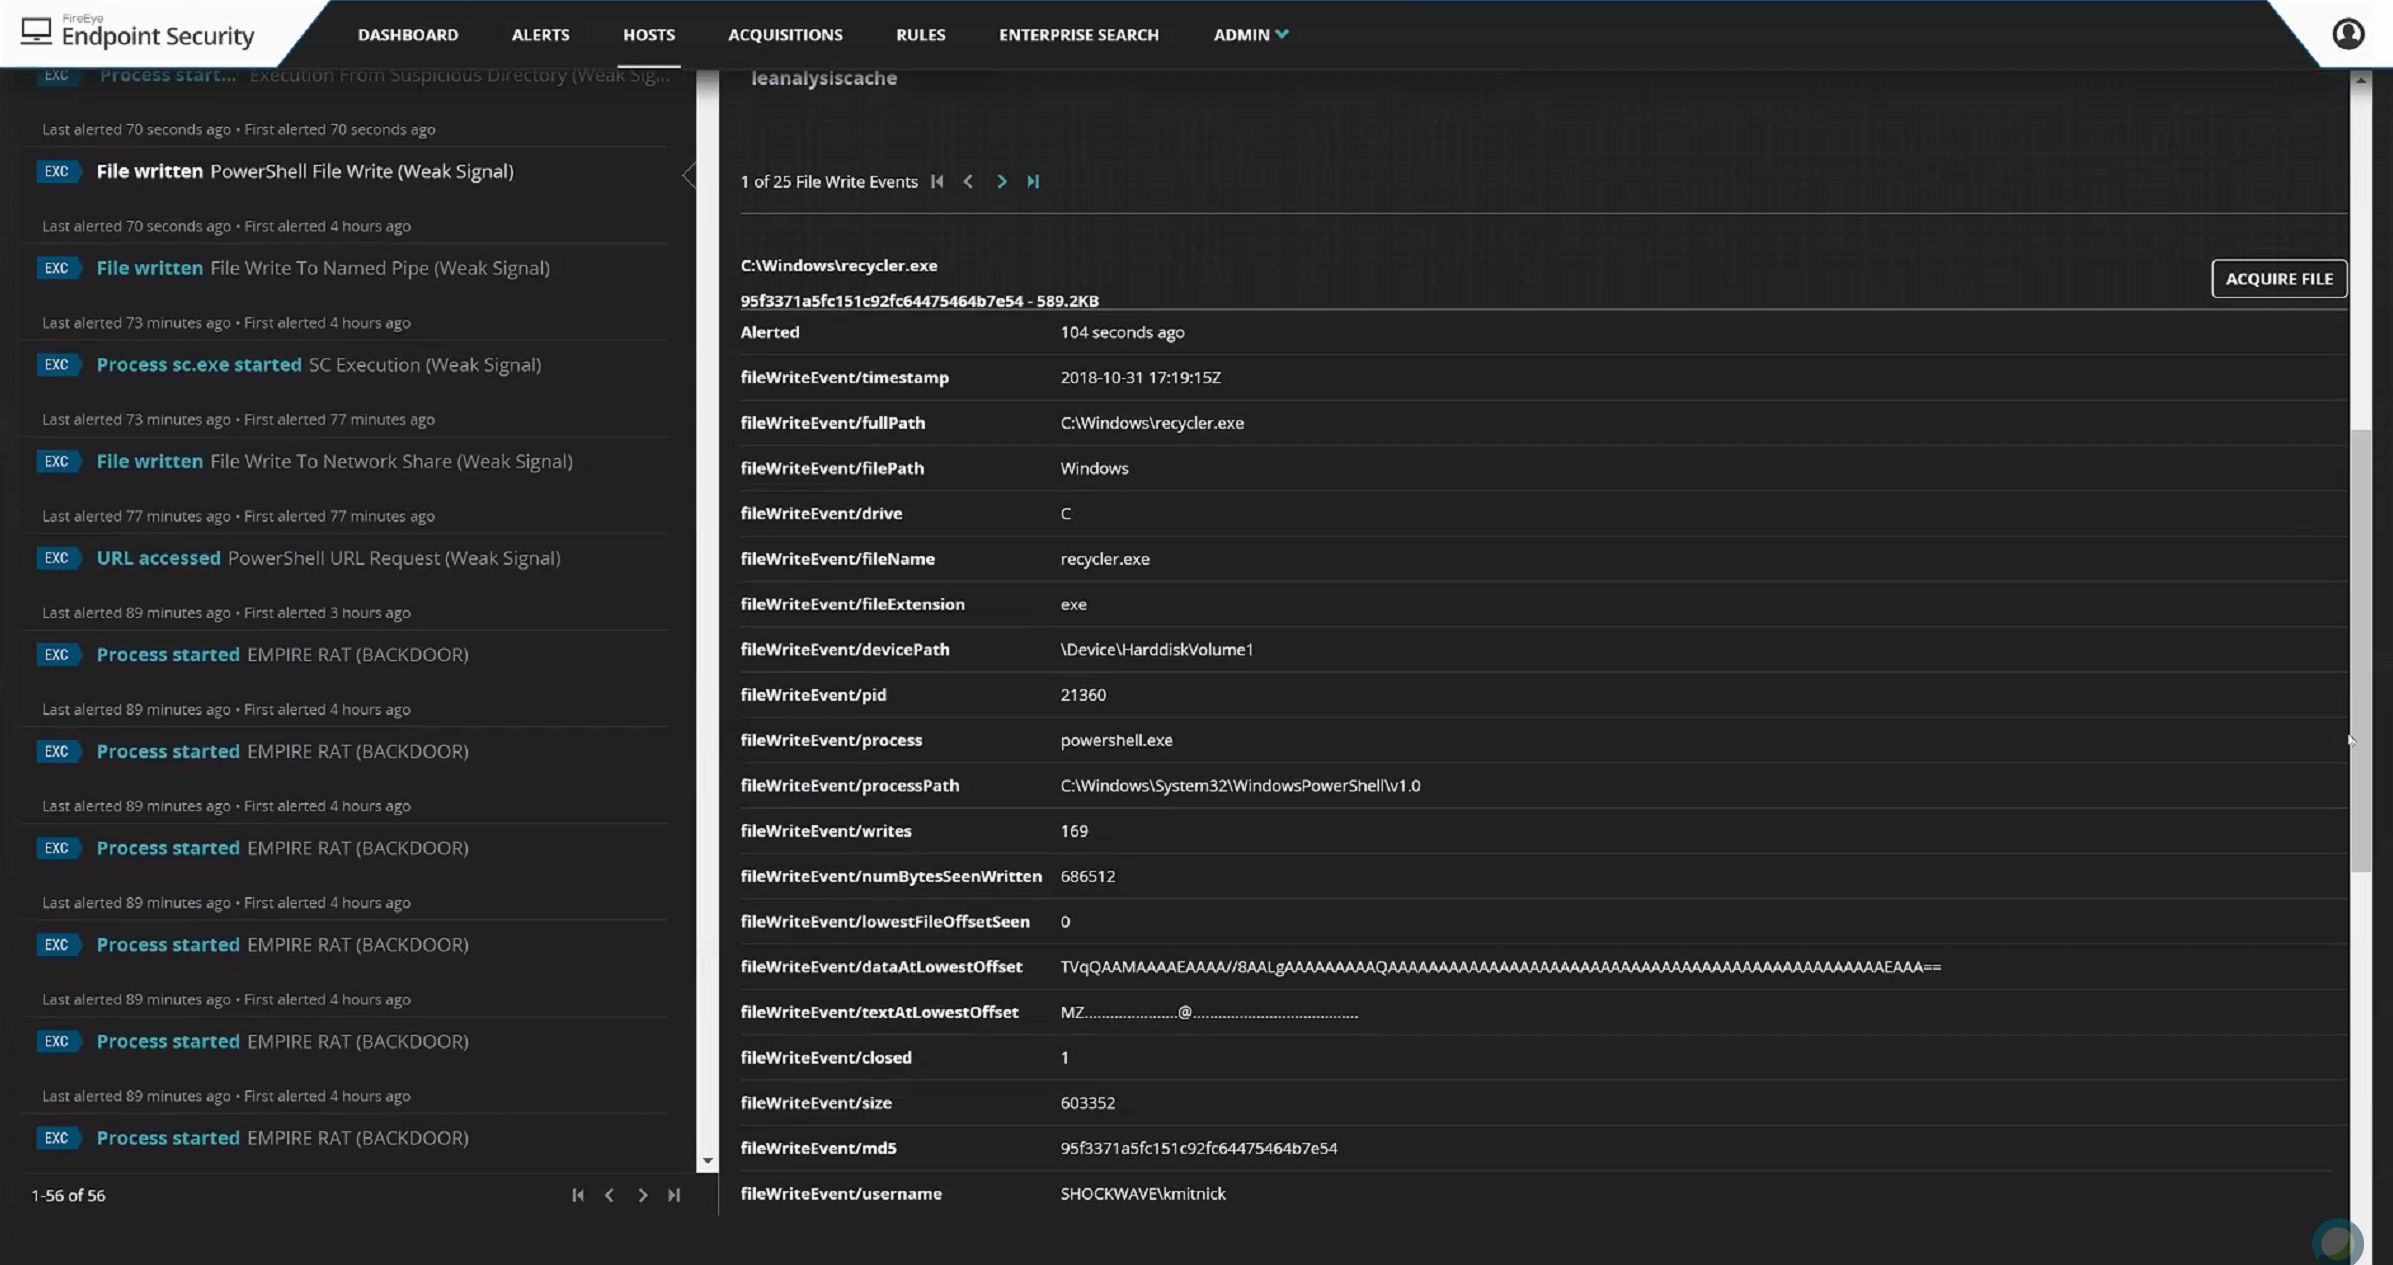 FireEye
Endpoint Security
DASHBOARD
ALERTS
HOSTS
ACQUISITIONS
RULES
ENTERPRISE SEARCH
ADMIN
EXC Process start... Execution From Suspicious Directory (Weak Sig...
Last alerted 70 seconds ago • First alerted 70 seconds ago
EXC File written PowerShell File Write (Weak Signal)
Last alerted 70 seconds ago • First alerted 4 hours ago
EXC File written File Write To Named Pipe (Weak Signal)
Last alerted 73 minutes ago • First alerted 4 hours ago
EXC Process sc.exe started SC Execution (Weak Signal)
Last alerted 73 minutes ago • First alerted 77 minutes ago
EXC File written File Write To Network Share (Weak Signal)
Last alerted 77 minutes ago • First alerted 77 minutes ago
EXC URL accessed PowerShell URL Request (Weak Signal)
Last alerted 89 minutes ago • First alerted 3 hours ago
EXC Process started EMPIRE RAT (BACKDOOR)
Last alerted 89 minutes ago • First alerted 4 hours ago
EXC Process started EMPIRE RAT (BACKDOOR)
Last alerted 89 minutes ago • First alerted 4 hours ago
EXC Process started EMPIRE RAT (BACKDOOR)
Last alerted 89 minutes ago • First alerted 4 hours ago
EXC Process started EMPIRE RAT (BACKDOOR)
Last alerted 89 minutes ago • First alerted 4 hours ago
EXC Process started EMPIRE RAT (BACKDOOR)
Last alerted 89 minutes ago • First alerted 4 hours ago
EXC Process started EMPIRE RAT (BACKDOOR)
1-56 of 56
leanalysiscache
1 of 25 File Write Events
C:\Windows\recycler.exe
95f3371a5fc151c92fc64475464b7e54 - 589.2KB
ACQUIRE FILE
Alerted 104 seconds ago
fileWriteEvent/timestamp 2018-10-31 17:19:15Z
fileWriteEvent/fullPath C:\Windows\recycler.exe
fileWriteEvent/filePath Windows
fileWriteEvent/drive C
fileWriteEvent/fileName recycler.exe
fileWriteEvent/fileExtension exe
fileWriteEvent/devicePath \Device\HarddiskVolume1
fileWriteEvent/pid 21360
fileWriteEvent/process powershell.exe
fileWriteEvent/processPath C:\Windows\System32\WindowsPowerShell\v1.0
fileWriteEvent/writes 169
fileWriteEvent/numBytesSeenWritten 686512
fileWriteEvent/lowestFileOffsetSeen 0
fileWriteEvent/dataAtLowestOffset
fileWriteEvent/textAtLowestOffset MZ......................@.......................................
fileWriteEvent/closed 1
fileWriteEvent/size 603352
fileWriteEvent/md5 95f3371a5fc151c92fc64475464b7e54
fileWriteEvent/username SHOCKWAVE\kmitnick